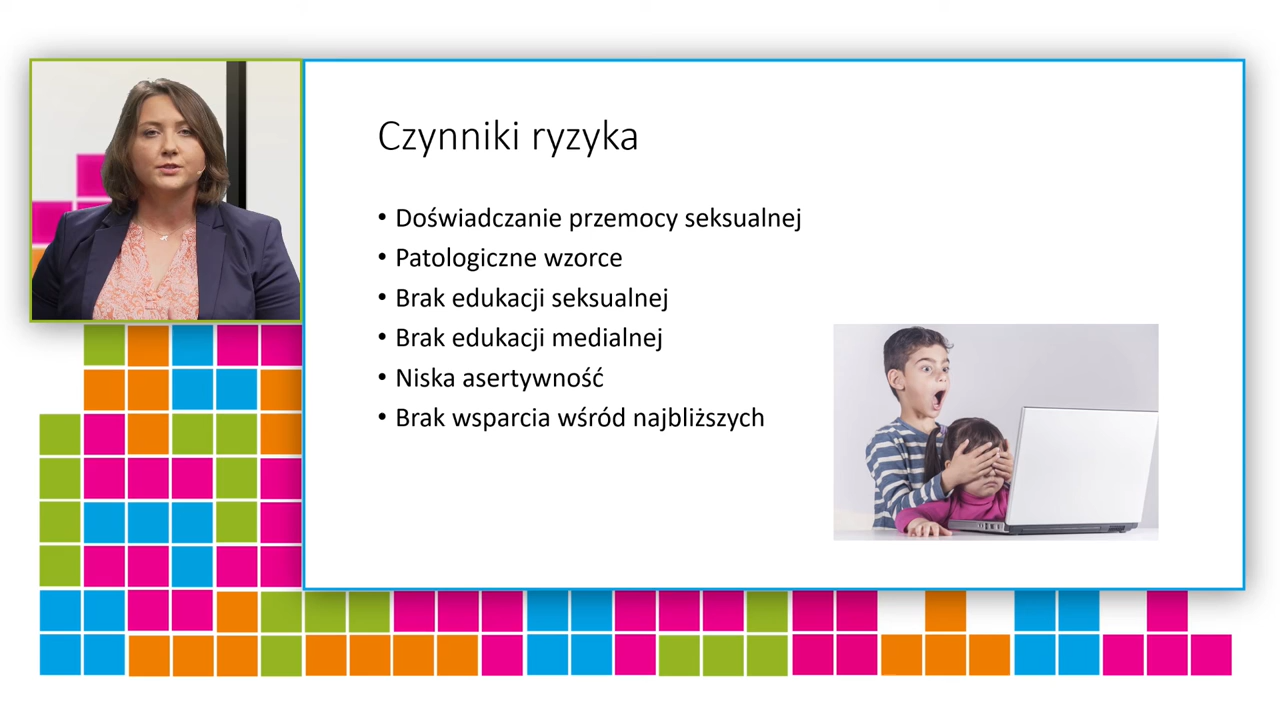 Czynniki ryzyka
• Doświadczanie przemocy seksualnej
• Patologiczne wzorce
• Brak edukacji seksualnej
• Brak edukacji medialnej
• Niska asertywność
• Brak wsparcia wśród najbliższych